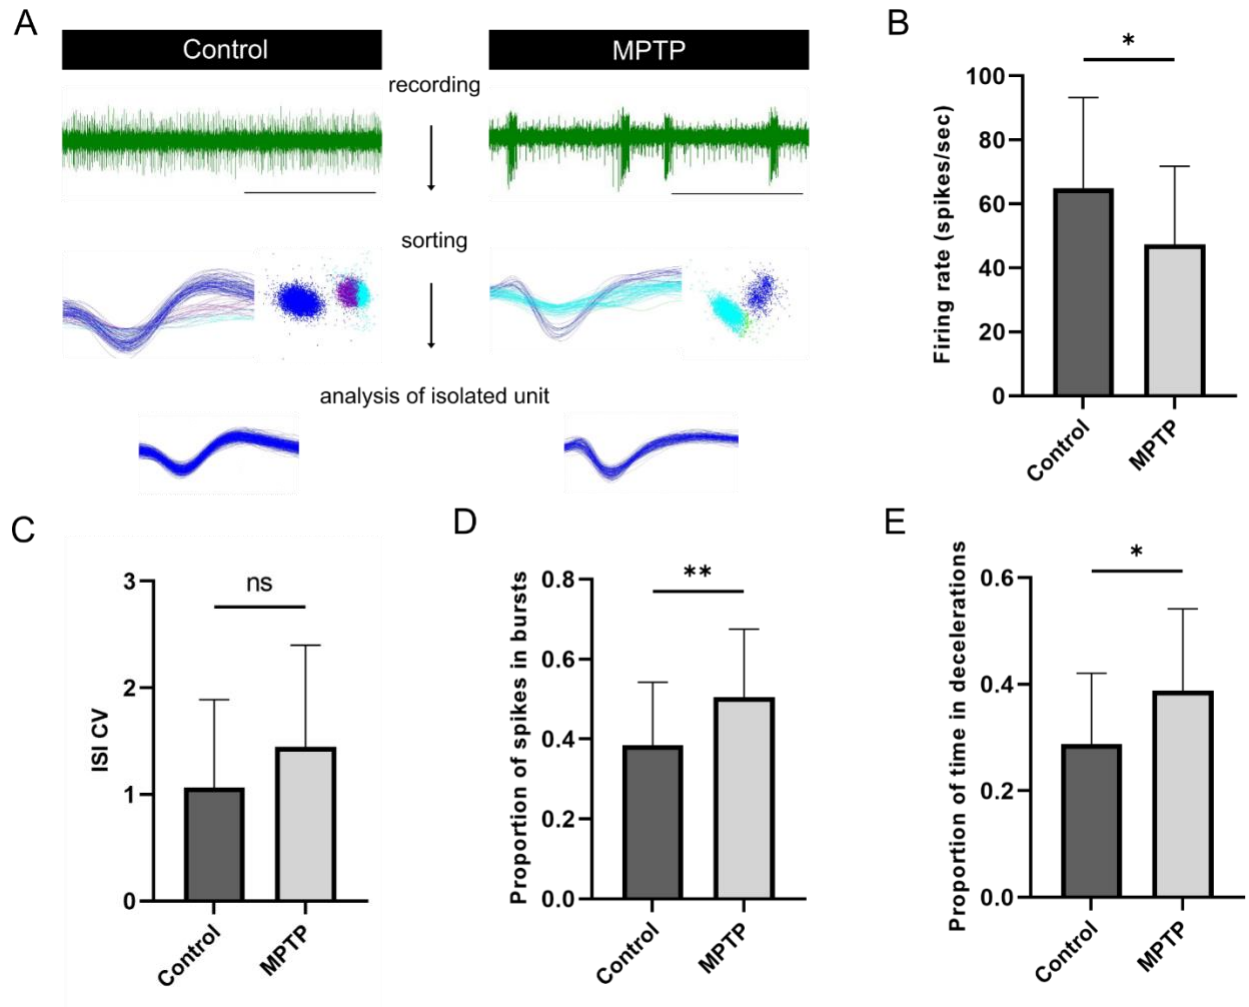 A
Control
MPTP
recording
sorting
analysis of isolated unit
B
*
Firing rate (spikes/sec)
100
80
60
40
20
0
Control
MPTP
C
ns
ISI CV
3
2
1
0
Control
MPTP
D
**
Proportion of spikes in bursts
0.8
0.6
0.4
0.2
0.0
Control
MPTP
E
*
Proportion of time in decelerations
0.6
0.4
0.2
0.0
Control
MPTP